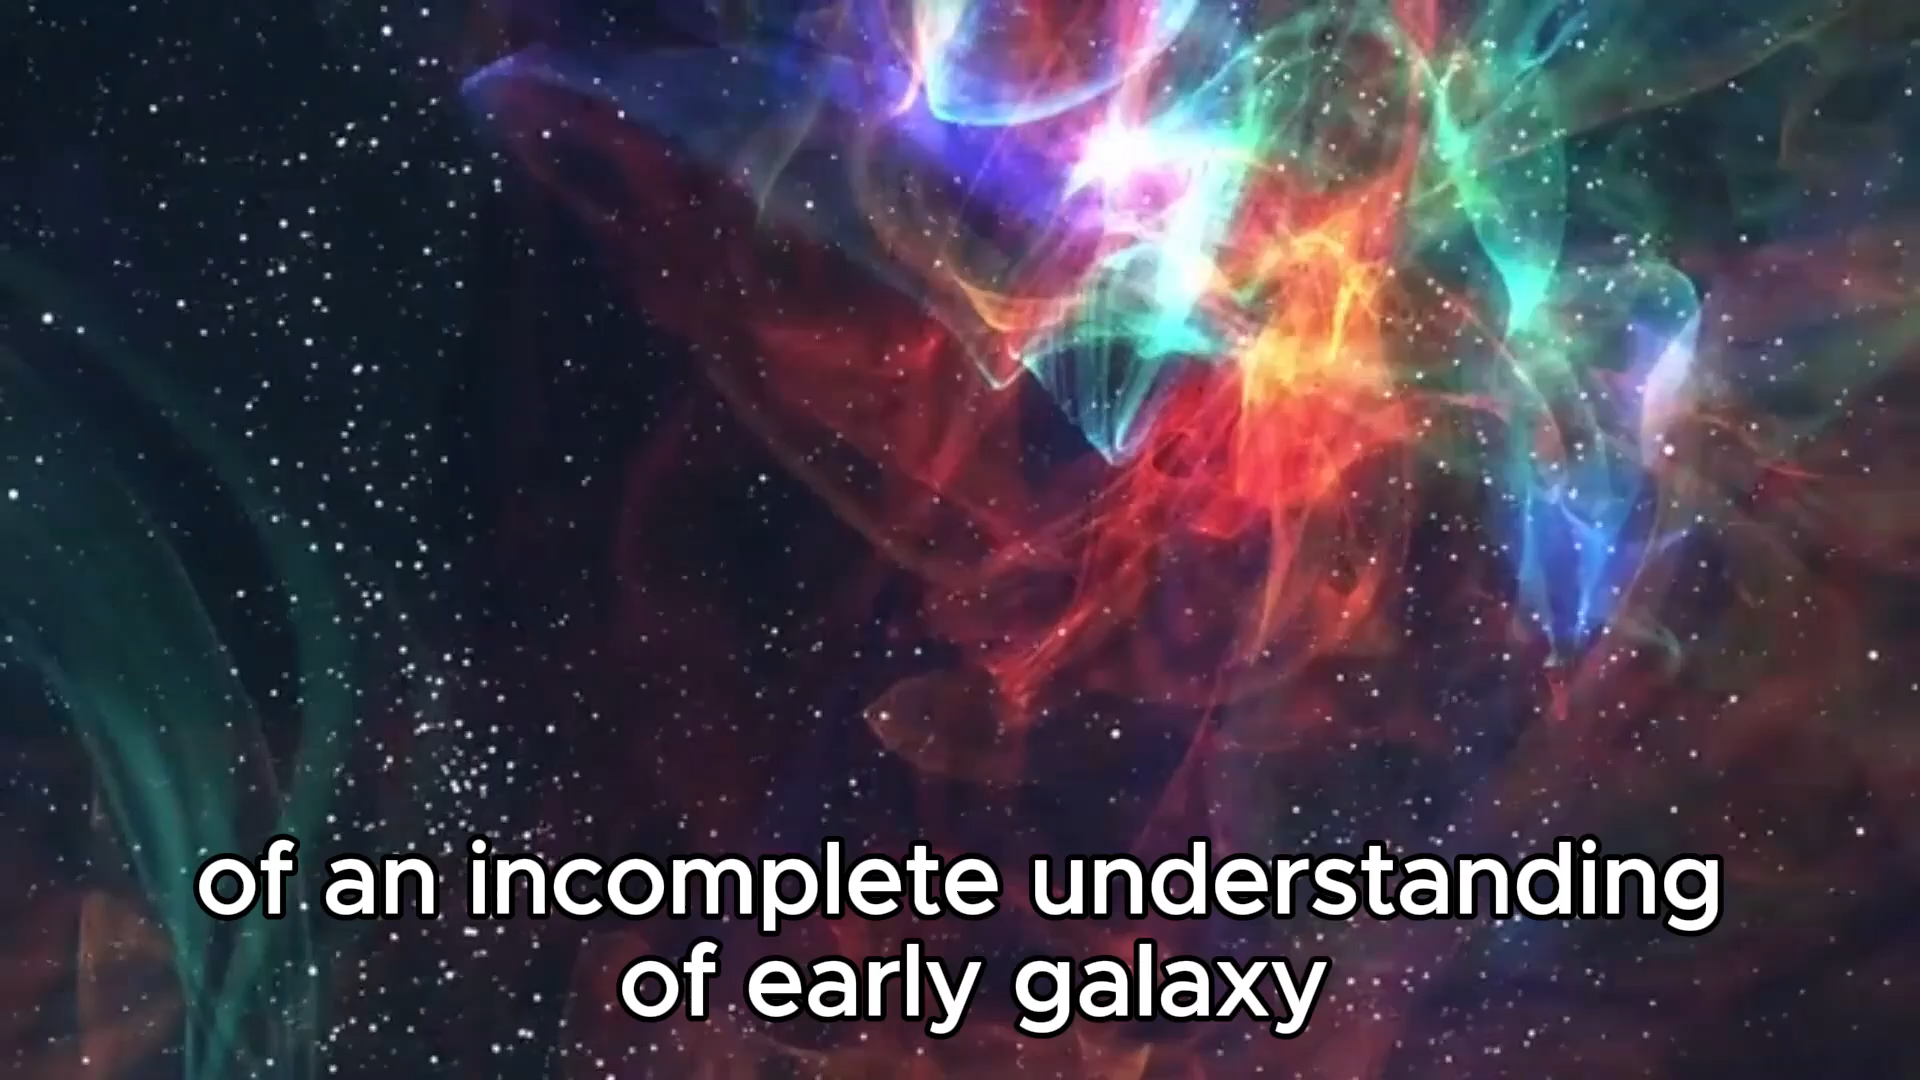 of an incomplete understanding
of early galaxy